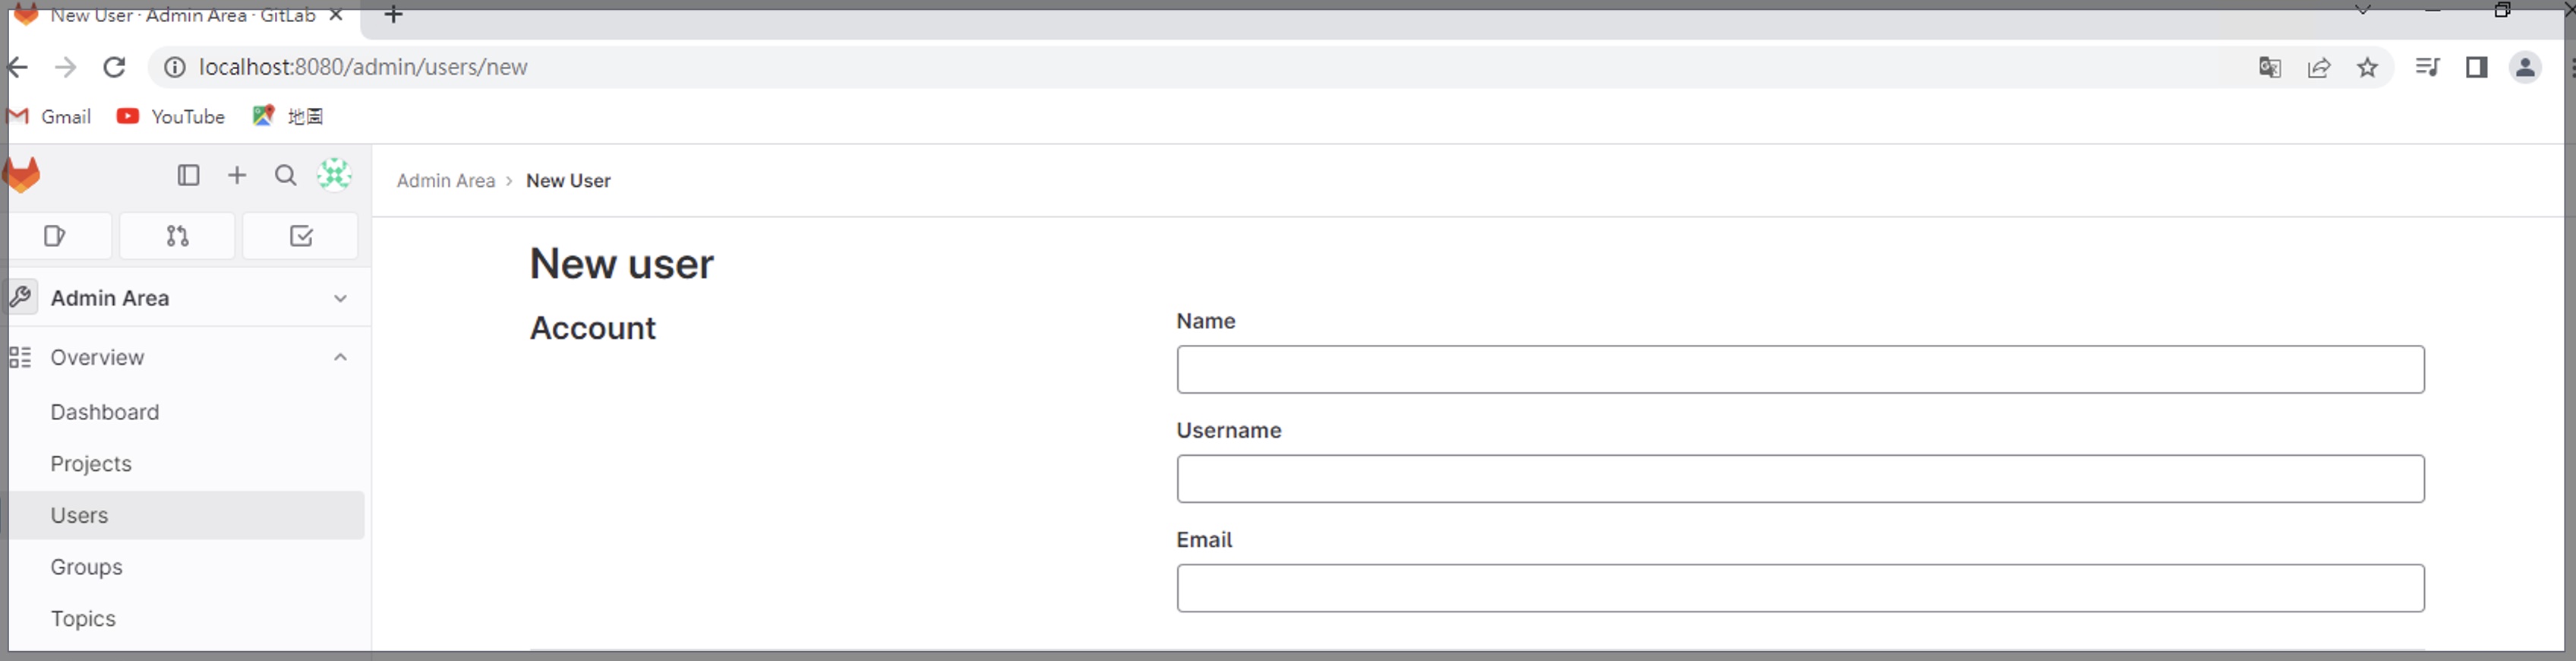 New User · Admin Area · GitLab
localhost:8080/admin/users/new
Gmail YouTube 地圖
Admin Area
Overview
Dashboard
Projects
Users
Groups
Topics
Admin Area › New User
New user
Account
Name
Username
Email